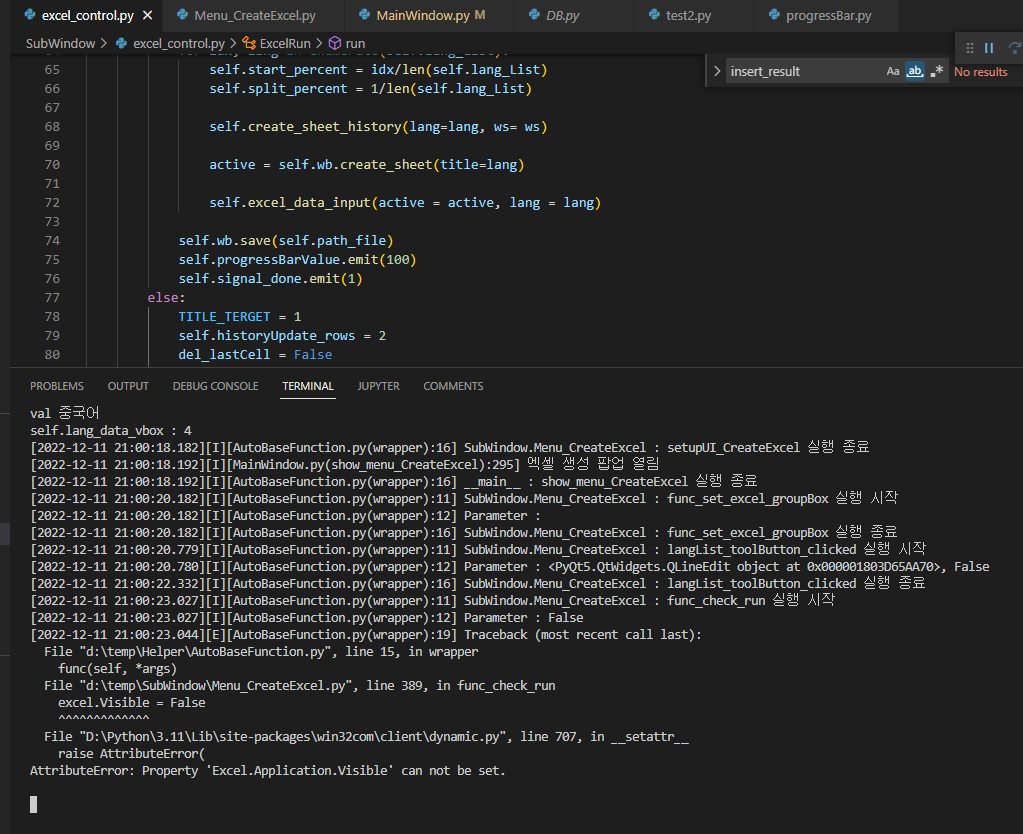 excel_control.py
Menu_CreateExcel.py
MainWindow.py M
DB.py
test2.py
progressBar.py
SubWindow > excel_control.py > ExcelRun > run
insert_result
Aa ab .*
No results
65 self.start_percent = idx/len(self.lang_List)
66 self.split_percent = 1/len(self.lang_List)
67
68 self.create_sheet_history(lang=lang, ws= ws)
69
70 active = self.wb.create_sheet(title=lang)
71
72 self.excel_data_input(active = active, lang = lang)
73
74 self.wb.save(self.path_file)
75 self.progressBarValue.emit(100)
76 self.signal_done.emit(1)
77 else:
78 TITLE_TERGET = 1
79 self.historyUpdate_rows = 2
80 del_lastCell = False
PROBLEMS OUTPUT DEBUG CONSOLE TERMINAL JUPYTER COMMENTS
val 중국어
self.lang_data_vbox : 4
[2022-12-11 21:00:18.182][I][AutoBaseFunction.py(wrapper):16] SubWindow.Menu_CreateExcel : setupUI_CreateExcel 실행 종료
[2022-12-11 21:00:18.192][I][MainWindow.py(show_menu_CreateExcel):295] 엑셀 생성 팝업 열림
[2022-12-11 21:00:18.192][I][AutoBaseFunction.py(wrapper):16] __main__ : show_menu_CreateExcel 실행 종료
[2022-12-11 21:00:20.182][I][AutoBaseFunction.py(wrapper):11] SubWindow.Menu_CreateExcel : func_set_excel_groupBox 실행 시작
[2022-12-11 21:00:20.182][I][AutoBaseFunction.py(wrapper):12] Parameter :
[2022-12-11 21:00:20.182][I][AutoBaseFunction.py(wrapper):16] SubWindow.Menu_CreateExcel : func_set_excel_groupBox 실행 종료
[2022-12-11 21:00:20.779][I][AutoBaseFunction.py(wrapper):11] SubWindow.Menu_CreateExcel : langList_toolButton_clicked 실행 시작
[2022-12-11 21:00:20.780][I][AutoBaseFunction.py(wrapper):12] Parameter : <PyQt5.QtWidgets.QLineEdit object at 0x000001803D65AA70>, False
[2022-12-11 21:00:22.332][I][AutoBaseFunction.py(wrapper):16] SubWindow.Menu_CreateExcel : langList_toolButton_clicked 실행 종료
[2022-12-11 21:00:23.027][I][AutoBaseFunction.py(wrapper):11] SubWindow.Menu_CreateExcel : func_check_run 실행 시작
[2022-12-11 21:00:23.027][I][AutoBaseFunction.py(wrapper):12] Parameter : False
[2022-12-11 21:00:23.044][E][AutoBaseFunction.py(wrapper):19] Traceback (most recent call last):
File "d:\temp\Helper\AutoBaseFunction.py", line 15, in wrapper
func(self, *args)
File "d:\temp\SubWindow\Menu_CreateExcel.py", line 389, in func_check_run
excel.Visible = False
^^^^^^^^^^^^^
File "D:\Python\3.11\Lib\site-packages\win32com\client\dynamic.py", line 707, in __setattr__
raise AttributeError(
AttributeError: Property 'Excel.Application.Visible' can not be set.